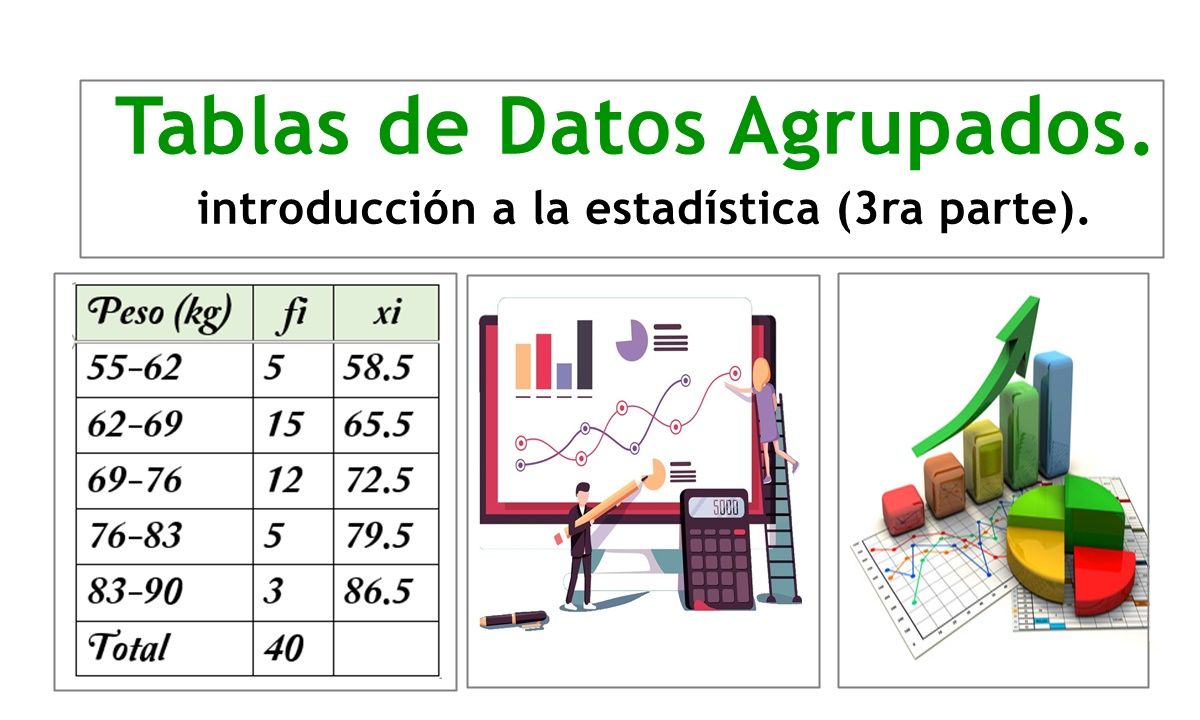 Tablas de Datos Agrupados.
introducción a la estadística (3ra parte).
Peso (kg) fi xi
55-62 5 58.5
62-69 15 65.5
69-76 12 72.5
76-83 5 79.5
83-90 3 86.5
Total 40
5000